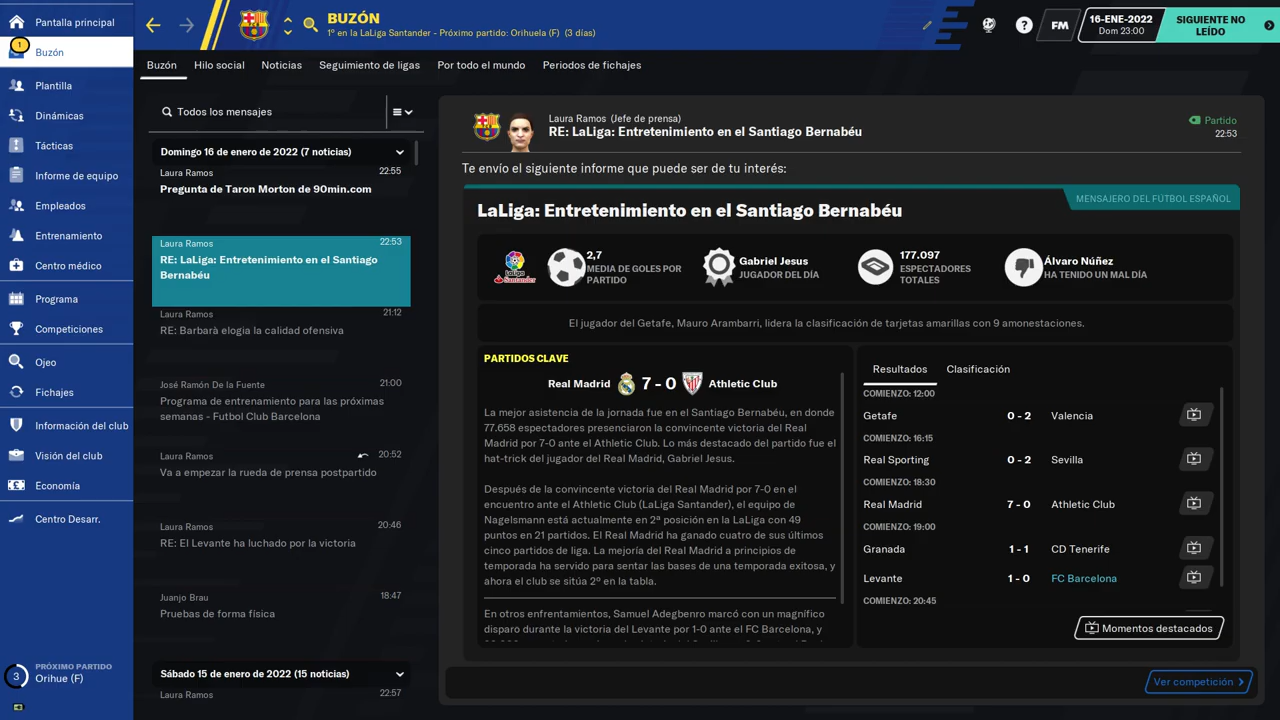 Pantalla principal
1
Buzón
Plantilla
Dinámicas
Tácticas
Informe de equipo
Empleados
Entrenamiento
Centro médico
Programa
Competiciones
Ojeo
Fichajes
Información del club
Visión del club
Economía
Centro Desarr.
3
PRÓXIMO PARTIDO
Orihue (F)
BUZÓN
1º en la LaLiga Santander - Próximo partido: Orihuela (F) (3 días)
?
FM
16-ENE-2022
Dom 23:00
SIGUIENTE NO LEÍDO
Buzón Hilo social Noticias Seguimiento de ligas Por todo el mundo Periodos de fichajes
Todos los mensajes
Domingo 16 de enero de 2022 (7 noticias)
Laura Ramos 22:55
Pregunta de Taron Morton de 90min.com
Laura Ramos 22:53
RE: LaLiga: Entretenimiento en el Santiago
Bernabéu
Laura Ramos 21:12
RE: Barbarà elogia la calidad ofensiva
José Ramón De la Fuente 21:00
Programa de entrenamiento para las próximas
semanas - Futbol Club Barcelona
Laura Ramos 20:52
Va a empezar la rueda de prensa postpartido
Laura Ramos 20:46
RE: El Levante ha luchado por la victoria
Juanjo Brau 18:47
Pruebas de forma física
Sábado 15 de enero de 2022 (15 noticias)
Laura Ramos 22:57
Laura Ramos (Jefe de prensa)
RE: LaLiga: Entretenimiento en el Santiago Bernabéu
Partido
22:53
Te envío el siguiente informe que puede ser de tu interés:
MENSAJERO DEL FÚTBOL ESPAÑOL
LaLiga: Entretenimiento en el Santiago Bernabéu
2,7
MEDIA DE GOLES POR
PARTIDO
Gabriel Jesus
JUGADOR DEL DÍA
177.097
ESPECTADORES
TOTALES
Álvaro Núñez
HA TENIDO UN MAL DÍA
El jugador del Getafe, Mauro Arambarri, lidera la clasificación de tarjetas amarillas con 9 amonestaciones.
PARTIDOS CLAVE
Real Madrid 7 - 0 Athletic Club
La mejor asistencia de la jornada fue en el Santiago Bernabéu, en donde
77.658 espectadores presenciaron la convincente victoria del Real
Madrid por 7-0 ante el Athletic Club. Lo más destacado del partido fue el
hat-trick del jugador del Real Madrid, Gabriel Jesus.
Después de la convincente victoria del Real Madrid por 7-0 en el
encuentro ante el Athletic Club (LaLiga Santander), el equipo de
Nagelsmann está actualmente en 2ª posición en la LaLiga con 49
puntos en 21 partidos. El Real Madrid ha ganado cuatro de sus últimos
cinco partidos de liga. La mejoría del Real Madrid a principios de
temporada ha servido para sentar las bases de una temporada exitosa, y
ahora el club se sitúa 2º en la tabla.
En otros enfrentamientos, Samuel Adegbenro marcó con un magnífico
disparo durante la victoria del Levante por 1-0 ante el FC Barcelona, y
Resultados Clasificación
COMIENZO: 12:00
Getafe 0 - 2 Valencia
COMIENZO: 16:15
Real Sporting 0 - 2 Sevilla
COMIENZO: 18:30
Real Madrid 7 - 0 Athletic Club
COMIENZO: 19:00
Granada 1 - 1 CD Tenerife
Levante 1 - 0 FC Barcelona
COMIENZO: 20:45
Momentos destacados
Ver competición